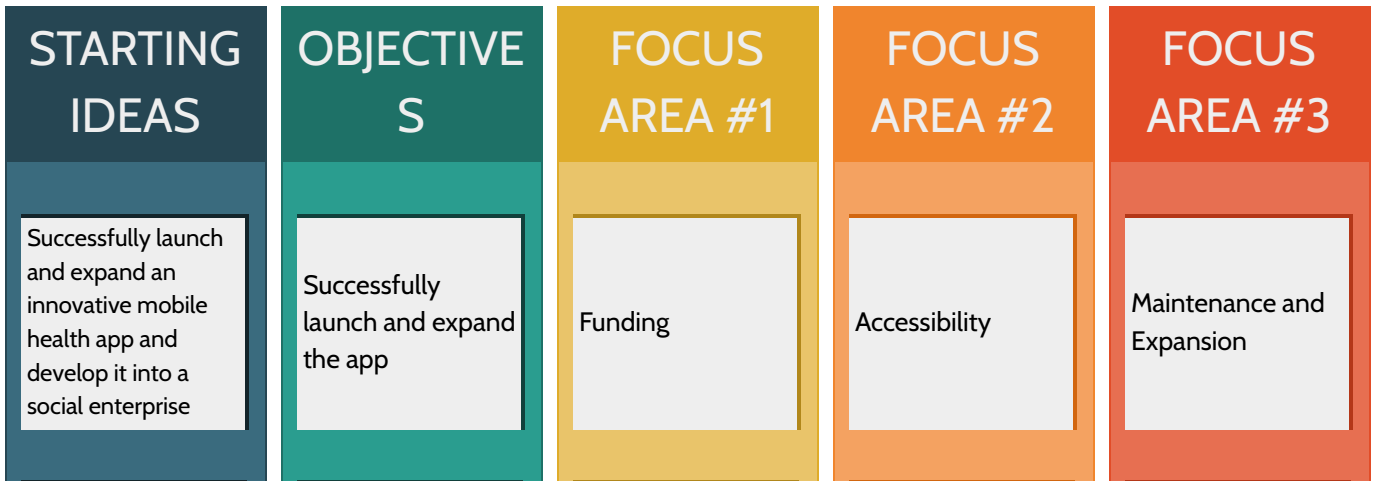 STARTING
IDEAS
Successfully launch
and expand an
innovative mobile
health app and
develop it into a
social enterprise
OBJECTIVE
S
Successfully
launch and expand
the app
FOCUS
AREA #1
Funding
FOCUS
AREA #2
Accessibility
FOCUS
AREA #3
Maintenance and
Expansion